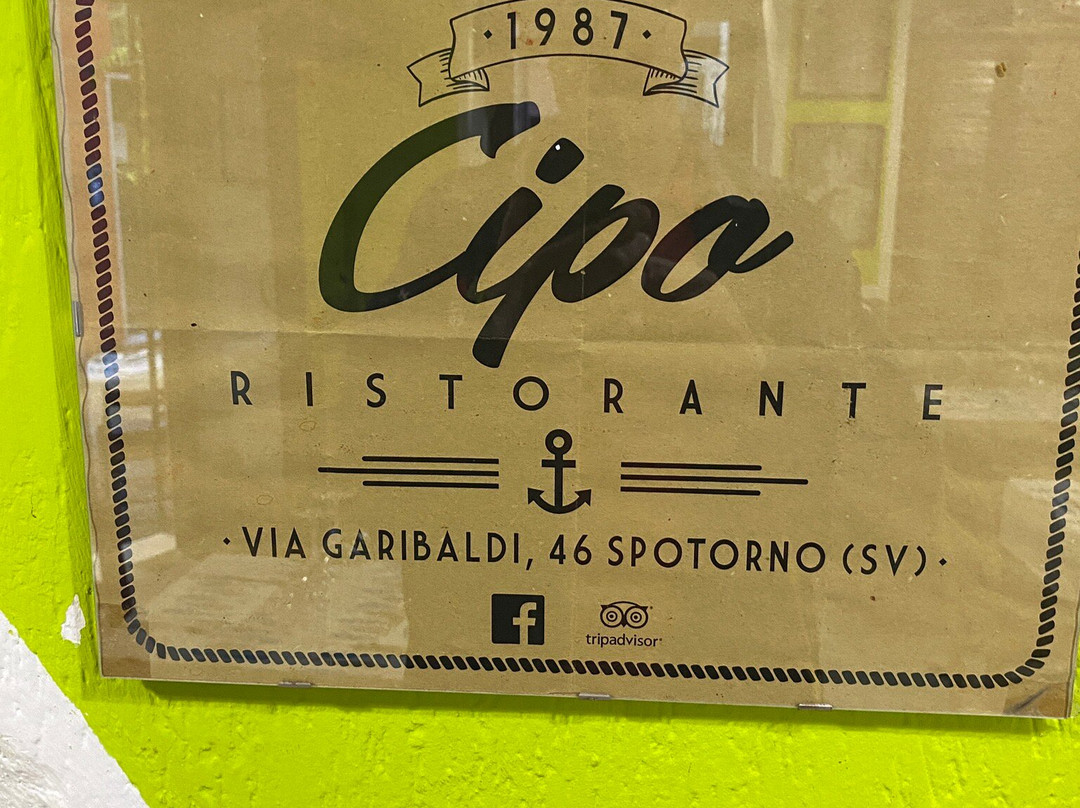 ·1987·
Cipo
RISTORANTE
·VIA GARIBALDI, 46 SPOTORNO (SV)·
f
tripadvisor®